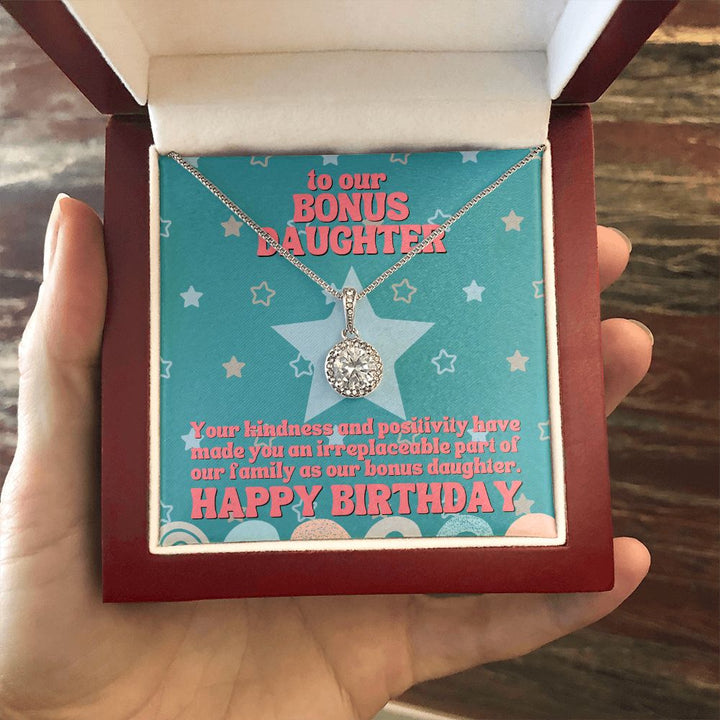 to our
BONUS
DAUGHTER
Your kindness and positivity have
made you an irreplaceable part of
our family as our bonus daughter.
HAPPY BIRTHDAY